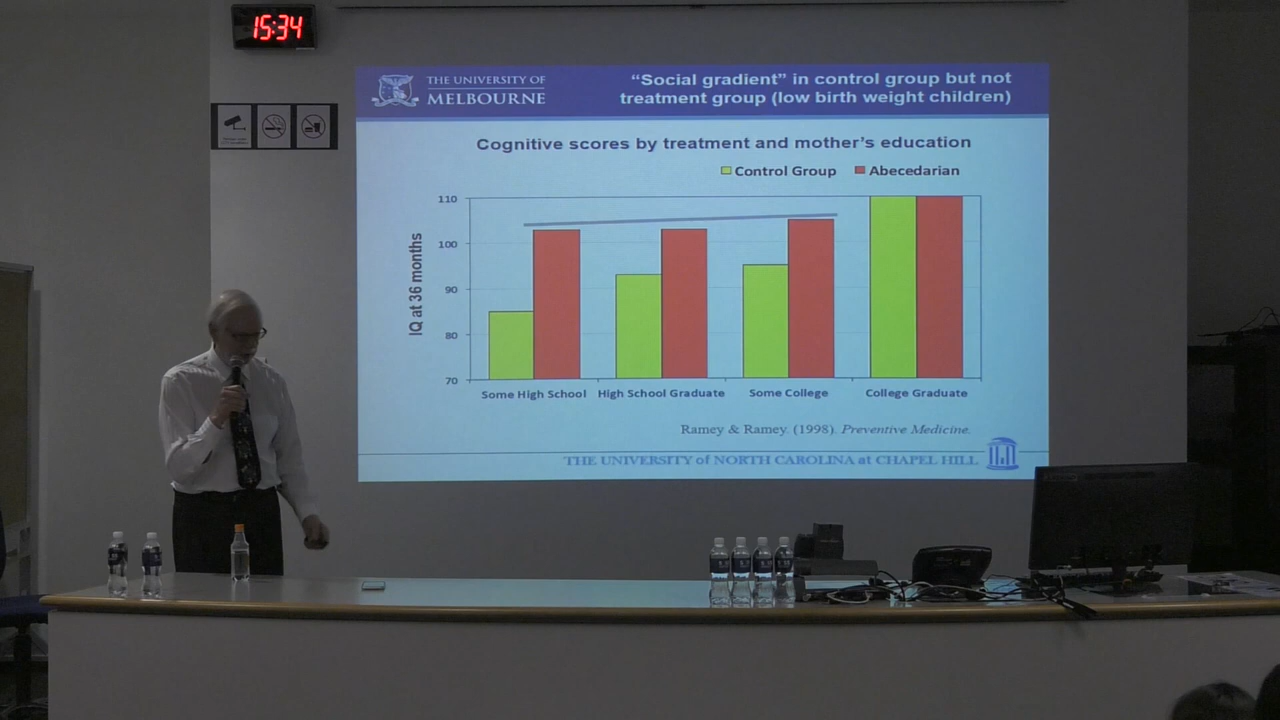 15:34
THE UNIVERSITY OF
MELBOURNE
“Social gradient” in control group but not
treatment group (low birth weight children)
Cognitive scores by treatment and mother’s education
Control Group Abecedarian
IQ at 36 months
110
100
90
80
70
Some High School High School Graduate Some College College Graduate
Ramey & Ramey. (1998). Preventive Medicine.
THE UNIVERSITY of NORTH CAROLINA at CHAPEL HILL